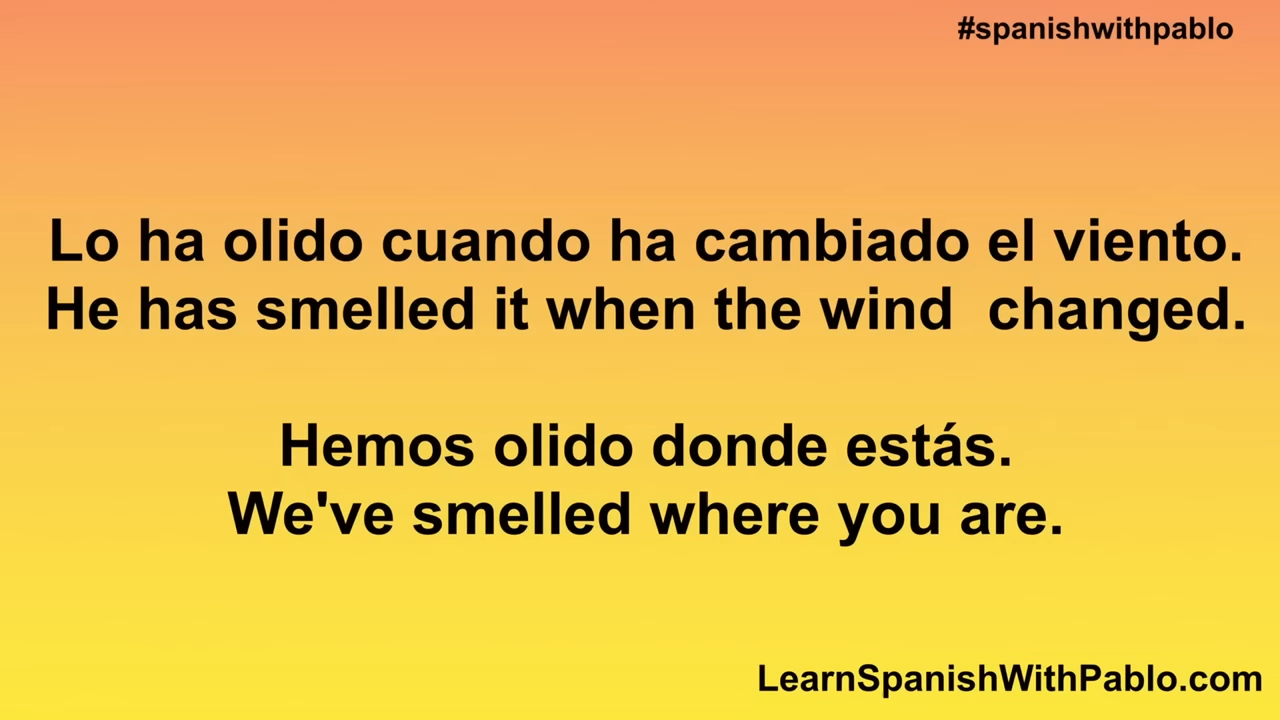 #spanishwithpablo
Lo ha olido cuando ha cambiado el viento.
He has smelled it when the wind  changed.
Hemos olido donde estás.
We've smelled where you are.
LearnSpanishWithPablo.com